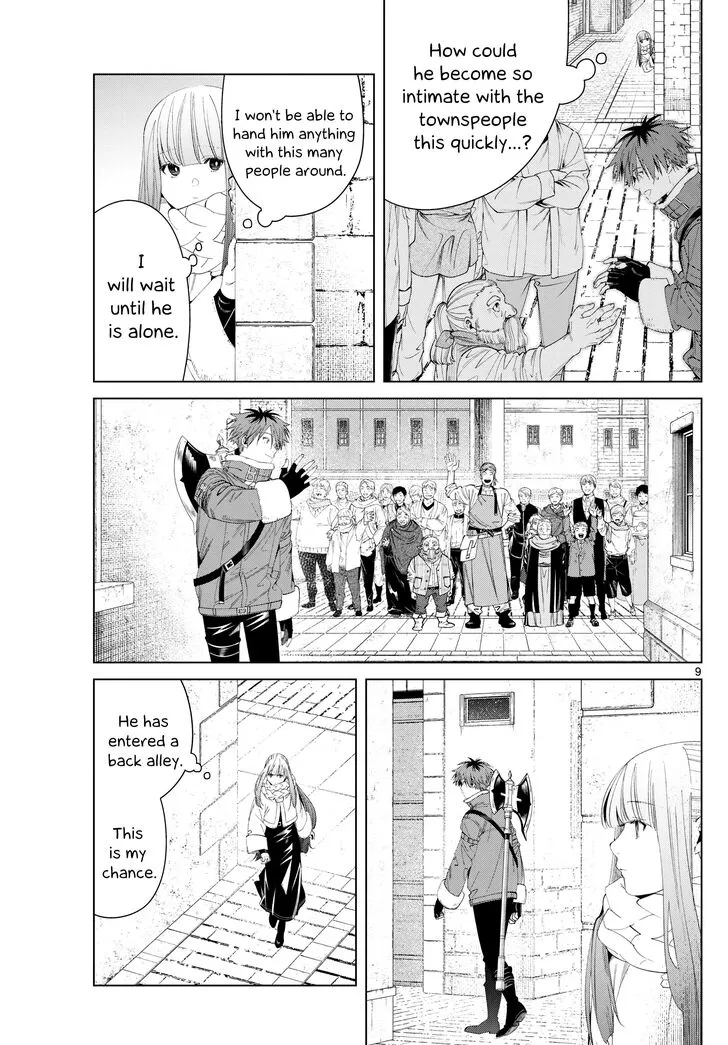 How could
he become so
intimate with the
townspeople
this quickly...?
I won't be able to
hand him anything
with this many
people around.
I
will wait
until he
is alone.
9
He has
entered a
back alley.
This
is my
chance.